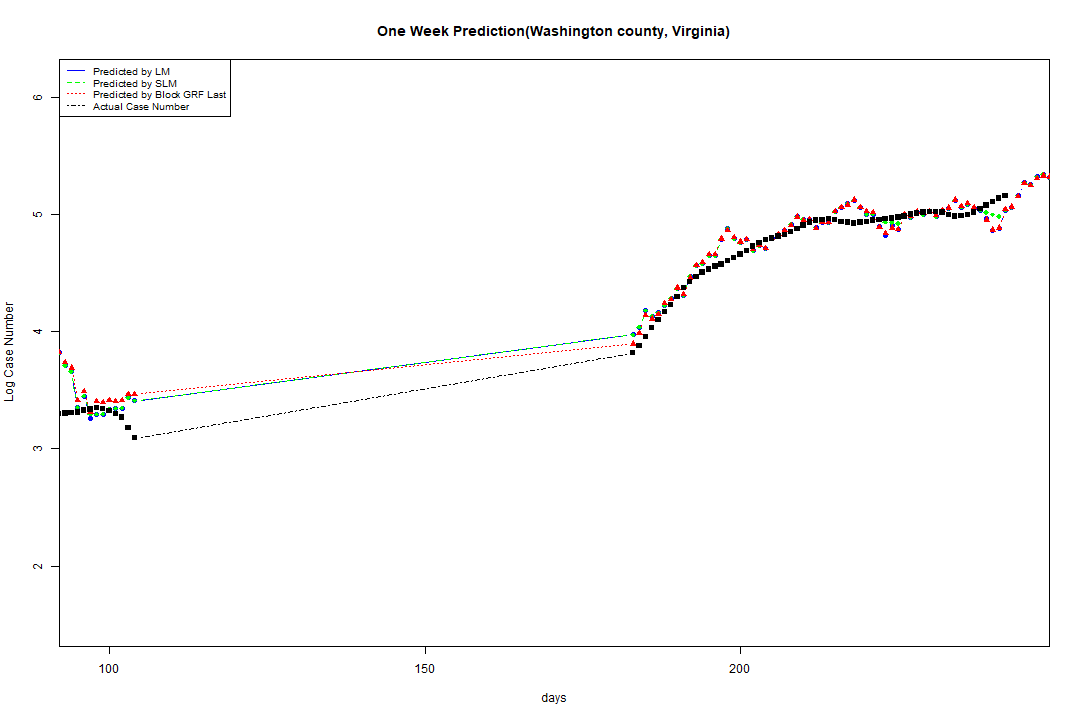 One Week Prediction(Washington county, Virginia)
Predicted by LM
Predicted by SLM
Predicted by Block GRF Last
Actual Case Number
6
5
4
3
2
Log Case Number
100 150 200
days